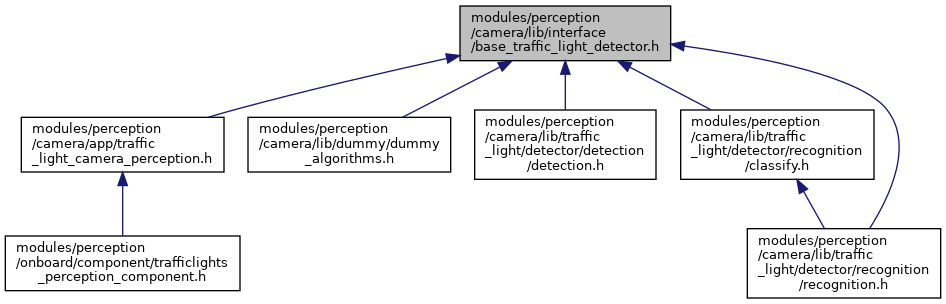 modules/perception
/camera/lib/interface
/base_traffic_light_detector.h
modules/perception
/camera/app/traffic
_light_camera_perception.h
modules/perception
/camera/lib/dummy/dummy
_algorithms.h
modules/perception
/camera/lib/traffic
_light/detector/detection
/detection.h
modules/perception
/camera/lib/traffic
_light/detector/recognition
/classify.h
modules/perception
/onboard/component/trafficlights
_perception_component.h
modules/perception
/camera/lib/traffic
_light/detector/recognition
/recognition.h